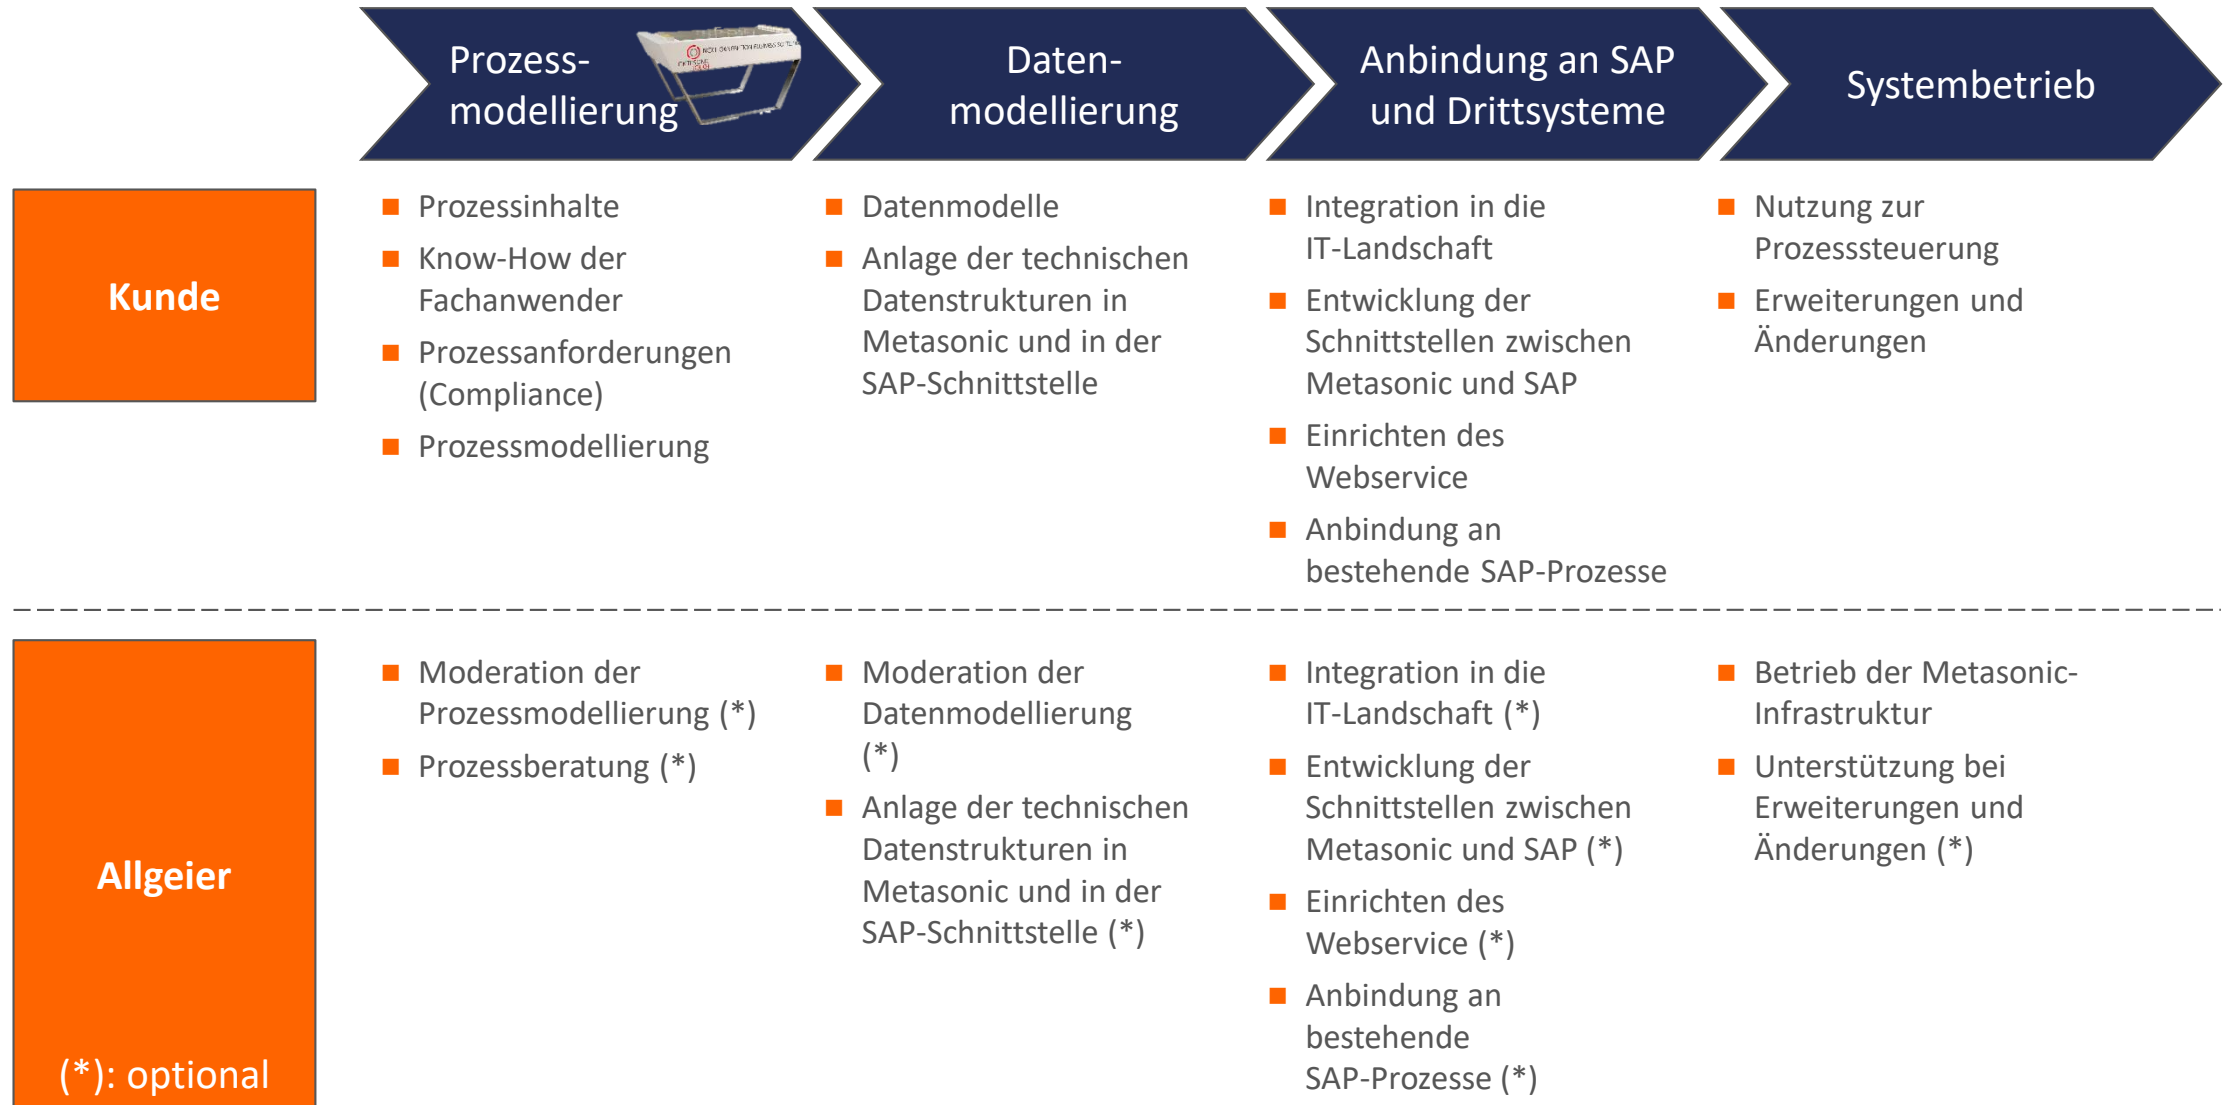 Prozess-
modellierung
Daten-
modellierung
Anbindung an SAP
und Drittsysteme
Systembetrieb
Kunde
Prozessinhalte
Know-How der
Fachanwender
Prozessanforderungen
(Compliance)
Prozessmodellierung
Datenmodelle
Anlage der technischen
Datenstrukturen in
Metasonic und in der
SAP-Schnittstelle
Integration in die
IT-Landschaft
Entwicklung der
Schnittstellen zwischen
Metasonic und SAP
Einrichten des
Webservice
Anbindung an
bestehende SAP-Prozesse
Nutzung zur
Prozesssteuerung
Erweiterungen und
Änderungen
Allgeier
(*): optional
Moderation der
Prozessmodellierung (*)
Prozessberatung (*)
Moderation der
Datenmodellierung
(*)
Anlage der technischen
Datenstrukturen in
Metasonic und in der
SAP-Schnittstelle (*)
Integration in die
IT-Landschaft (*)
Entwicklung der
Schnittstellen zwischen
Metasonic und SAP (*)
Einrichten des
Webservice (*)
Anbindung an
bestehende
SAP-Prozesse (*)
Betrieb der Metasonic-
Infrastruktur
Unterstützung bei
Erweiterungen und
Änderungen (*)